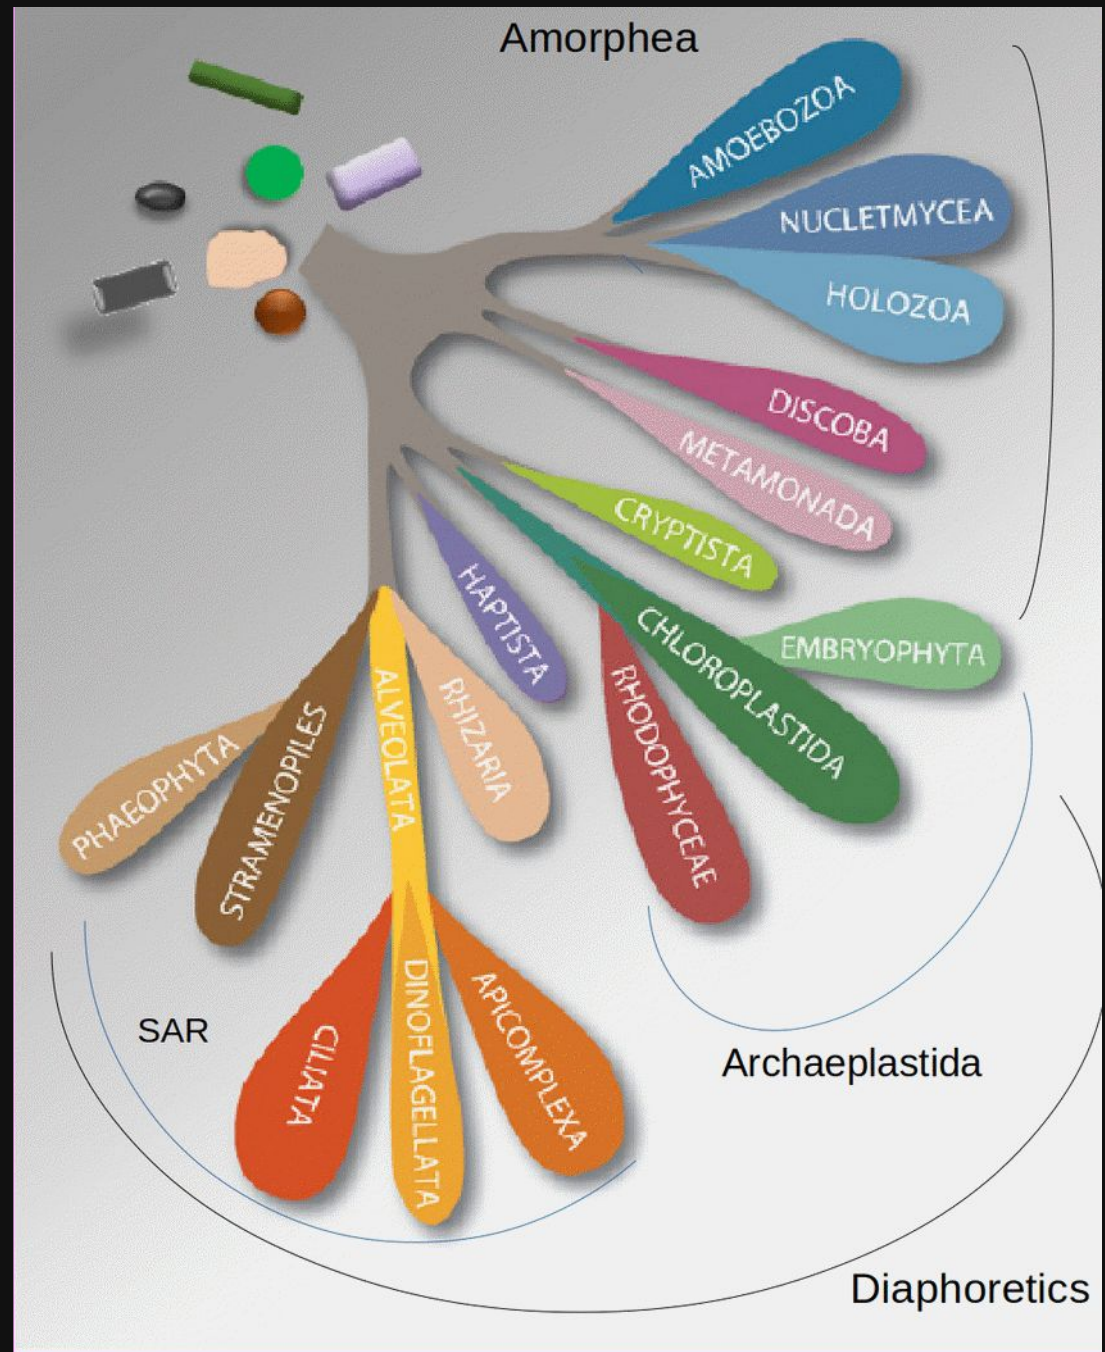 Amorphea
AMOEBOZOA
NUCLETMYCEA
HOLOZOA
DISCOBA
METAMONADA
CRYPTISTA
HAPTISTA
CHLOROPLASTIDA
EMBRYOPHYTA
RHODOPHYCEAE
RHIZARIA
ALVEOLATA
STRAMENOPILES
PHAEOPHYTA
CILIATA
DINOFLAGELLATA
APICOMPLEXA
SAR
Archaeplastida
Diaphoretics